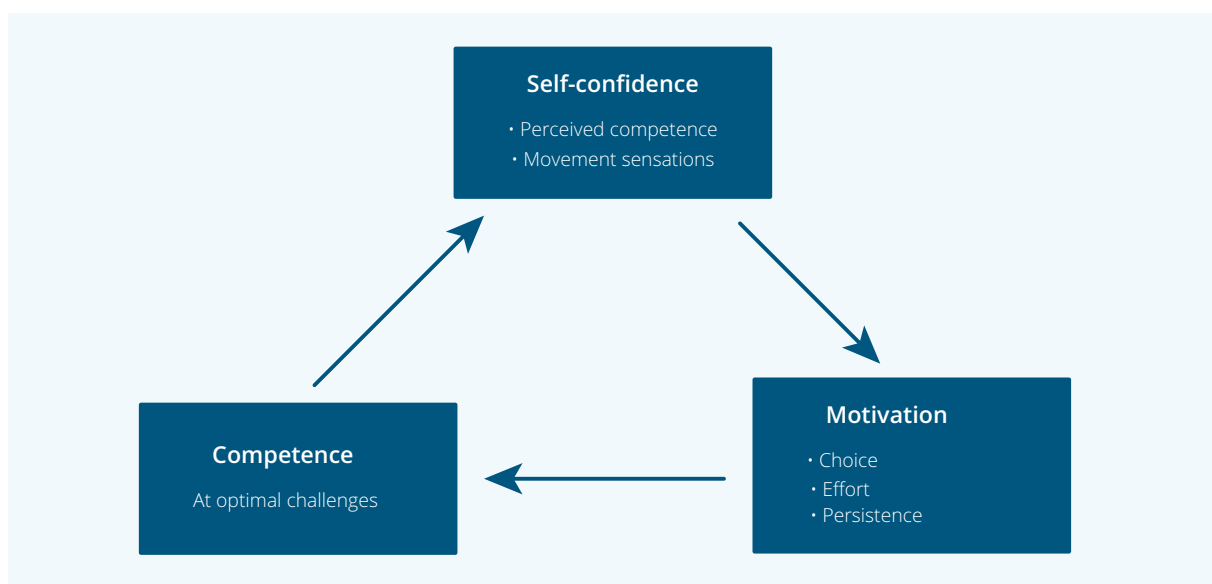 Self-confidence
• Perceived competence
• Movement sensations
Motivation
• Choice
• Effort
• Persistence
Competence
At optimal challenges